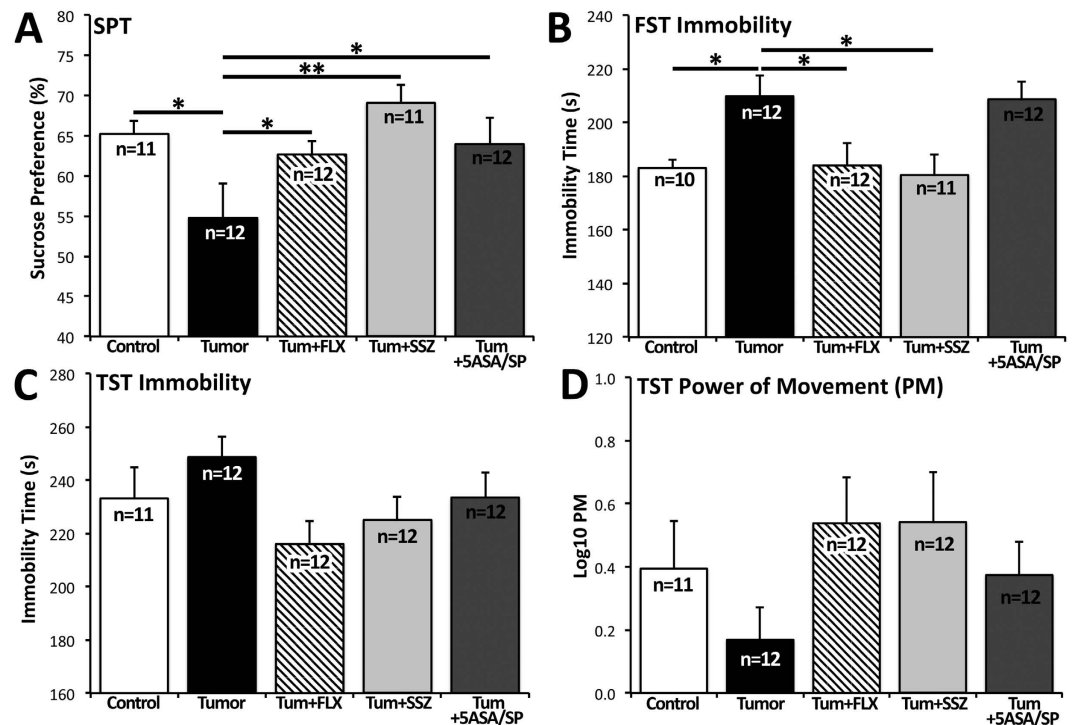 A SPT
80
75
70
65
60
55
50
45
40
Sucrose Preference (%)
*
**
*
*
n=11
n=12
n=12
n=11
n=12
Control Tumor Tum+FLX Tum+SSZ Tum
+5ASA/SP
B FST Immobility
240
220
200
180
160
140
120
Immobility Time (s)
*
*
*
n=10
n=12
n=12
n=11
n=12
Control Tumor Tum+FLX Tum+SSZ Tum
+5ASA/SP
C TST Immobility
280
260
240
220
200
180
160
Immobility Time (s)
n=11
n=12
n=12
n=12
n=12
Control Tumor Tum+FLX Tum+SSZ Tum
+5ASA/SP
D TST Power of Movement (PM)
1.0
0.8
0.6
0.4
0.2
0.0
Log10 PM
n=11
n=12
n=12
n=12
n=12
Control Tumor Tum+FLX Tum+SSZ Tum
+5ASA/SP